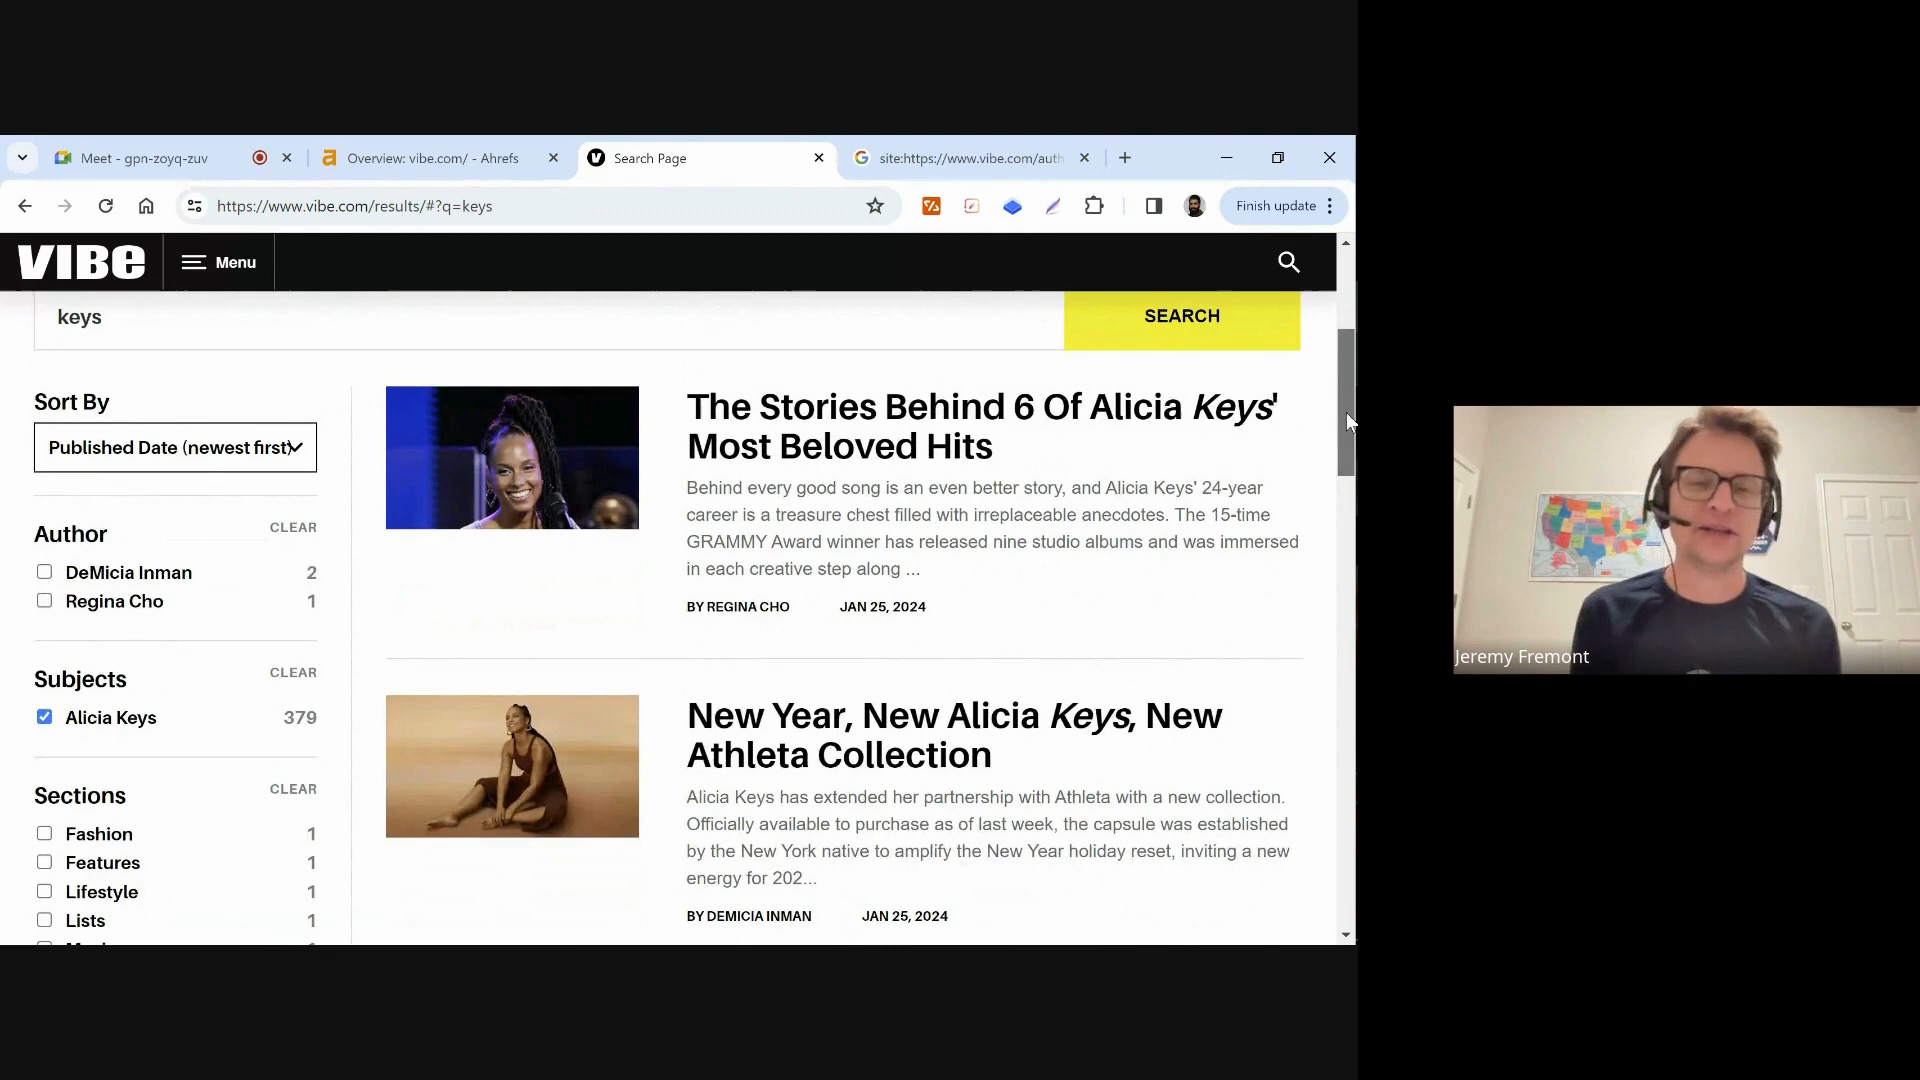 Meet - gpn-zoyq-zuv
Overview: vibe.com/ - Ahrefs
Search Page
site:https://www.vibe.com/auth
https://www.vibe.com/results/#?q=keys
Finish update
VIBE
Menu
keys
SEARCH
Sort By
Published Date (newest first)
Author
CLEAR
DeMicia Inman 2
Regina Cho 1
Subjects
CLEAR
Alicia Keys 379
Sections
CLEAR
Fashion 1
Features 1
Lifestyle 1
Lists 1
The Stories Behind 6 Of Alicia Keys'
Most Beloved Hits
Behind every good song is an even better story, and Alicia Keys' 24-year
career is a treasure chest filled with irreplaceable anecdotes. The 15-time
GRAMMY Award winner has released nine studio albums and was immersed
in each creative step along ...
BY REGINA CHO JAN 25, 2024
New Year, New Alicia Keys, New
Athleta Collection
Alicia Keys has extended her partnership with Athleta with a new collection.
Officially available to purchase as of last week, the capsule was established
by the New York native to amplify the New Year holiday reset, inviting a new
energy for 202...
BY DEMICIA INMAN JAN 25, 2024
Jeremy Fremont